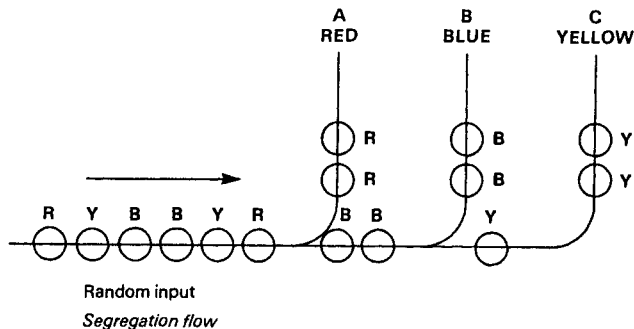 A B C
RED BLUE YELLOW
R B Y
R B Y
R Y B B Y R B B Y
Random input
Segregation flow